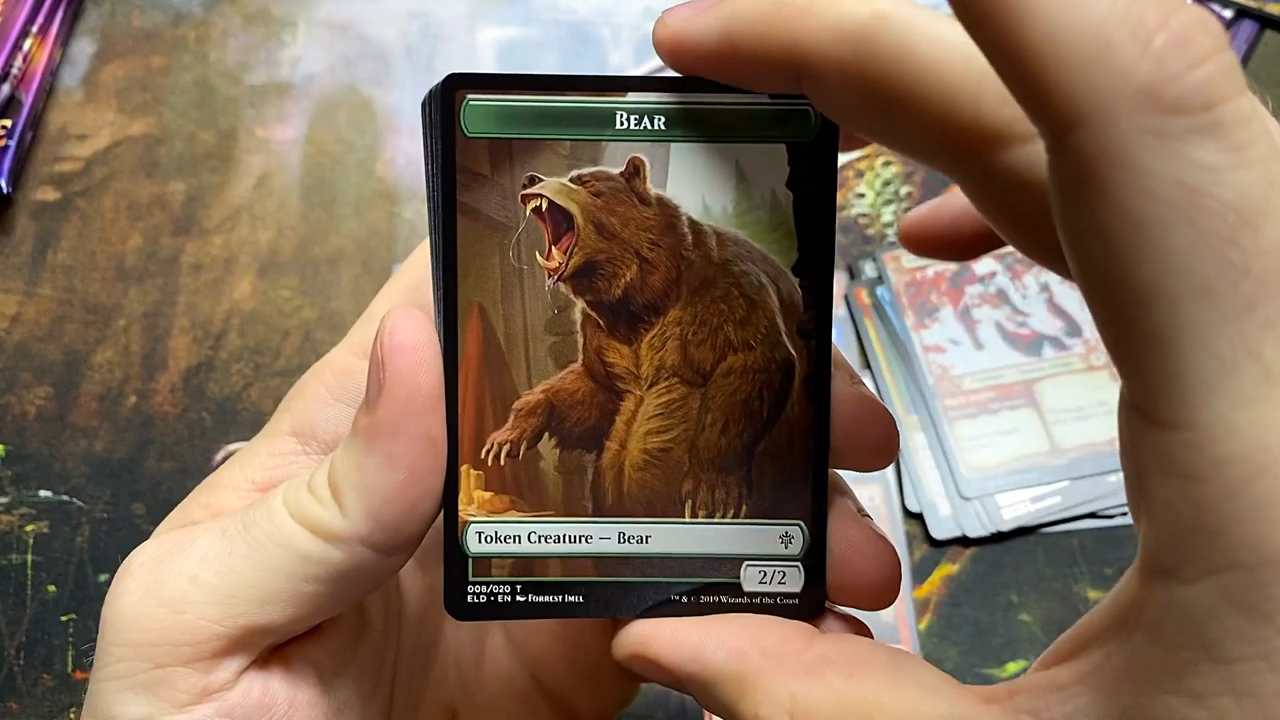 BEAR
Token Creature — Bear
2/2
008/020 T
ELD • EN FORREST IMEL
™ & © 2019 Wizards of the Coast